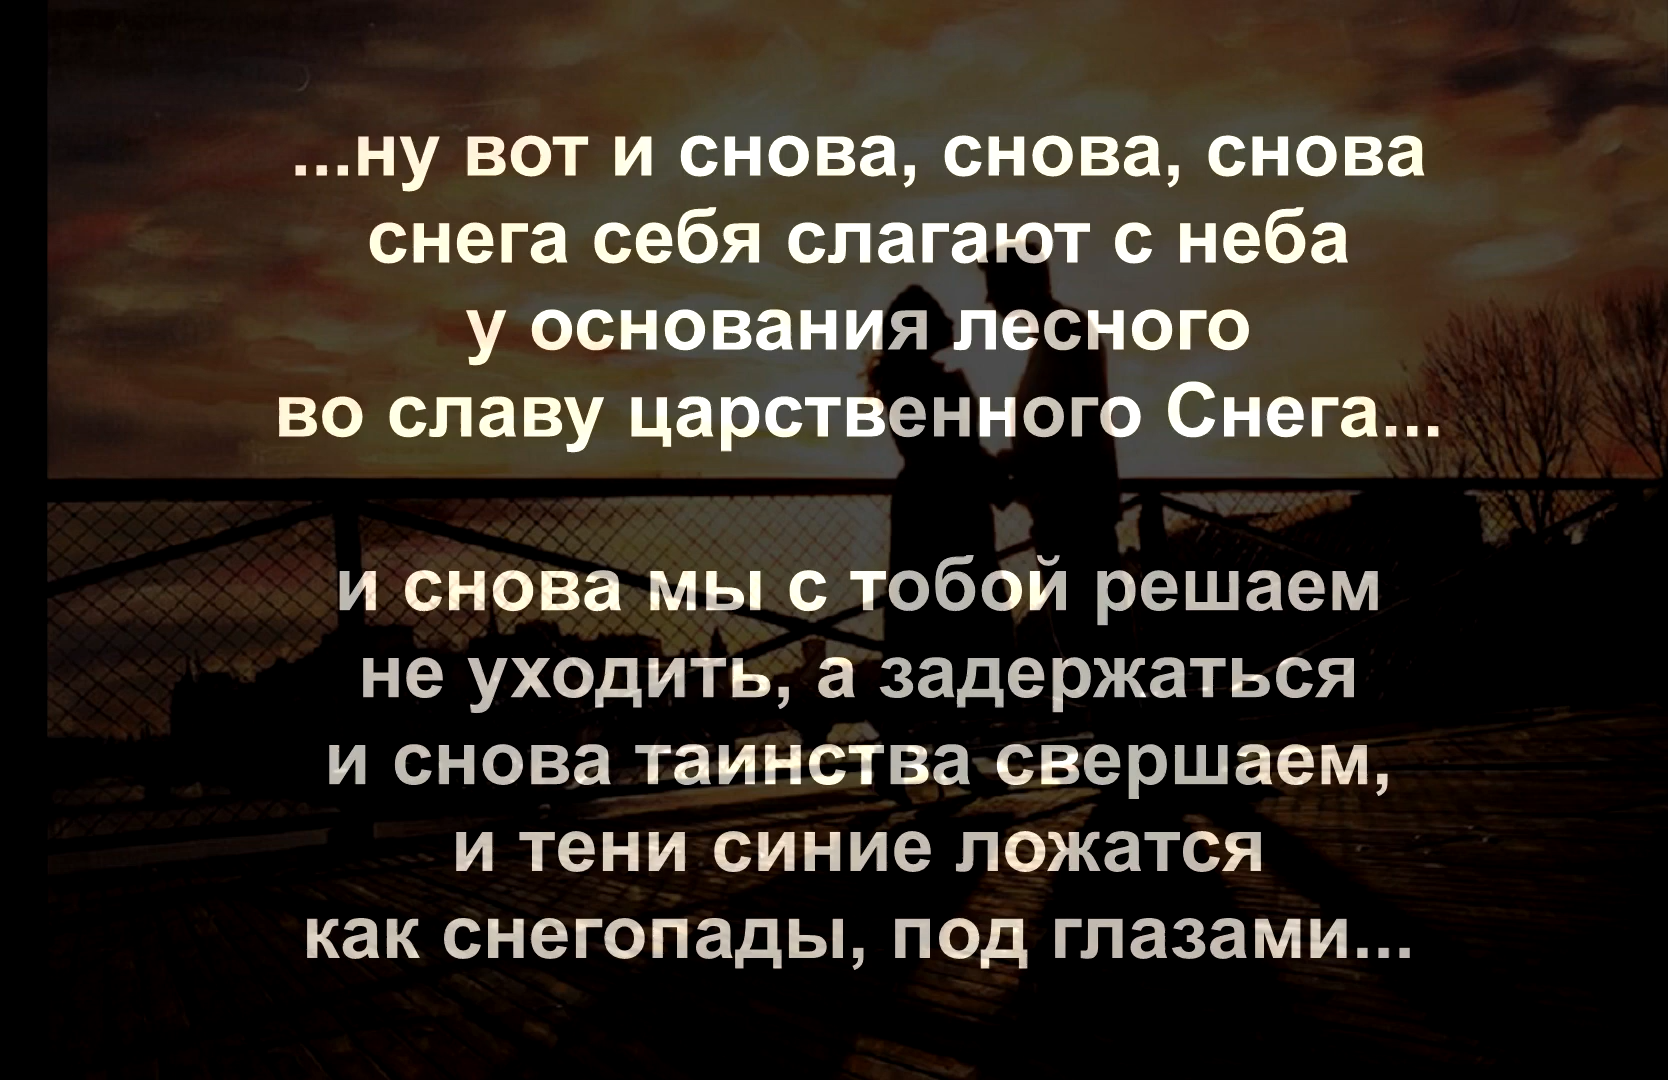 ...ну вот и снова, снова, снова
снега себя слагают с неба
у основания лесного
во славу царственного Снега...
и снова мы с тобой решаем
не уходить, а задержаться
и снова таинства свершаем,
и тени синие ложатся
как снегопады, под глазами...